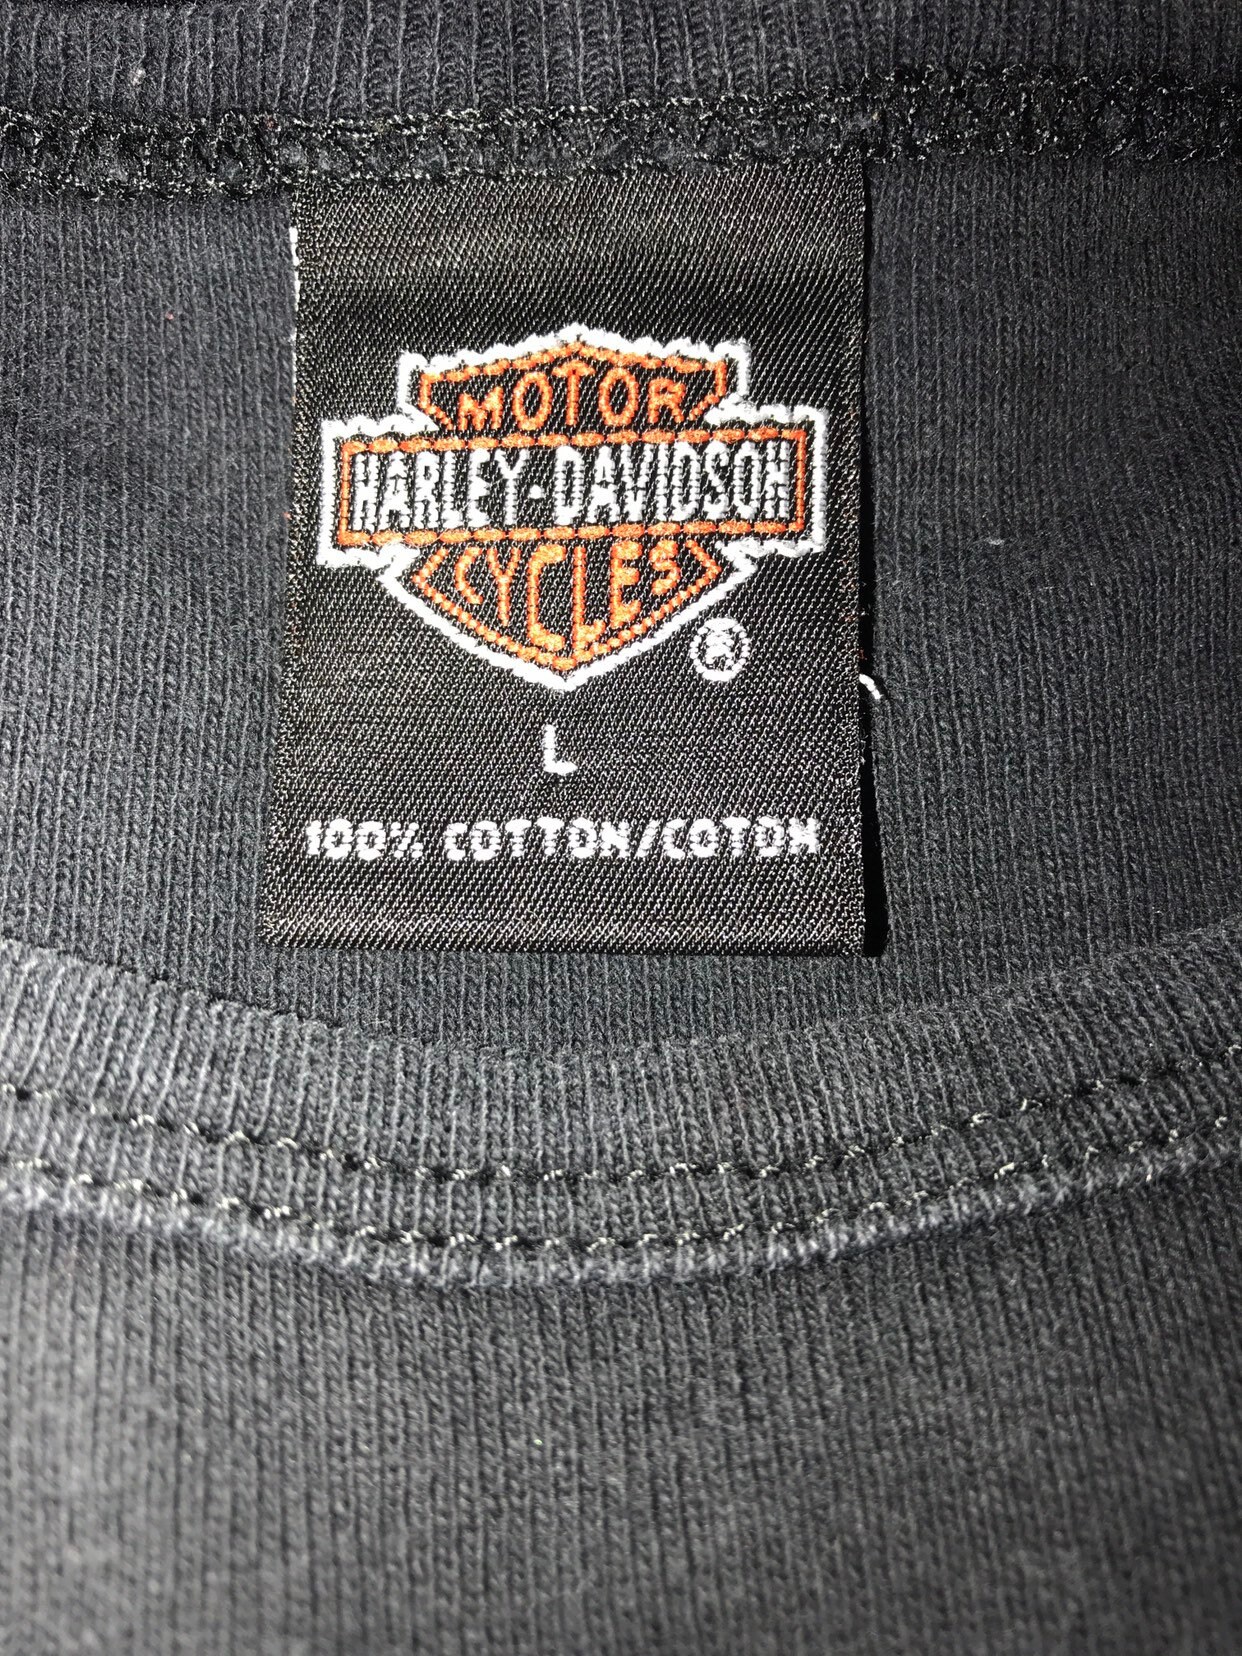 MOTOR
HARLEY-DAVIDSON
CYCLES
®
L
100% COTTON/COTON